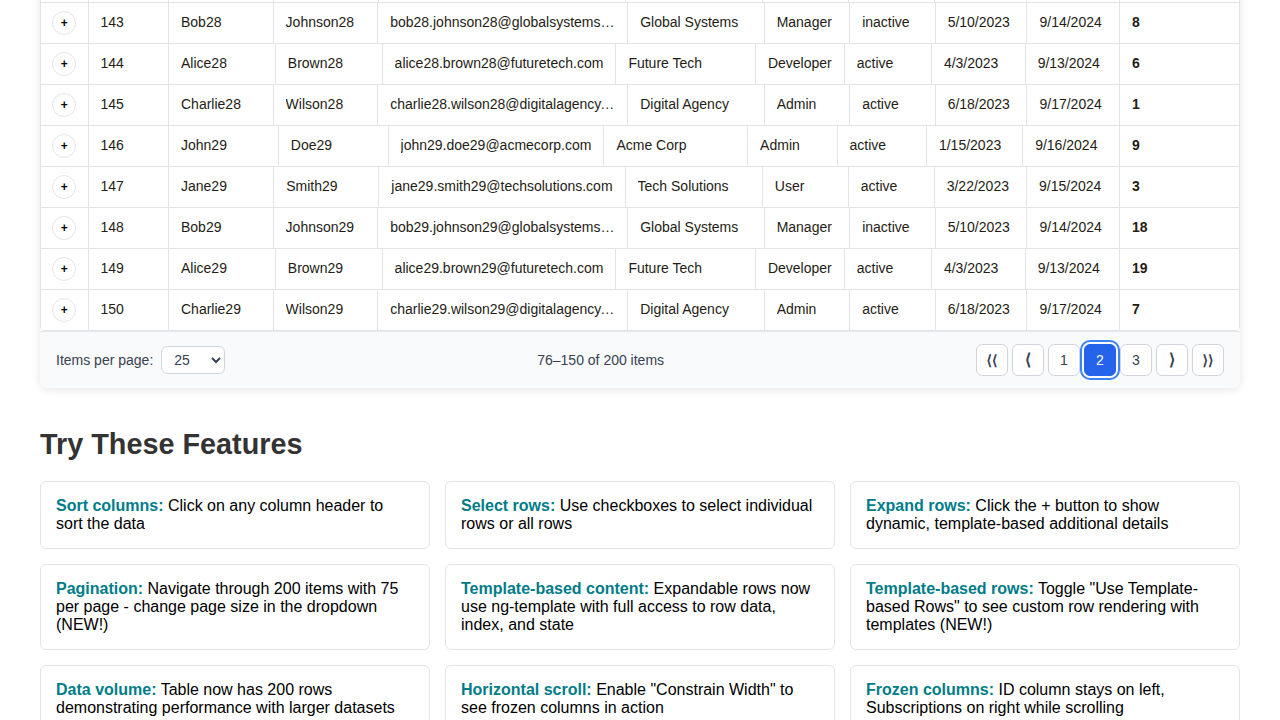 + 143 Bob28 Johnson28 bob28.johnson28@globalsystems… Global Systems Manager inactive 5/10/2023 9/14/2024 8
+ 144 Alice28 Brown28 alice28.brown28@futuretech.com Future Tech Developer active 4/3/2023 9/13/2024 6
+ 145 Charlie28 Wilson28 charlie28.wilson28@digitalagency… Digital Agency Admin active 6/18/2023 9/17/2024 1
+ 146 John29 Doe29 john29.doe29@acmecorp.com Acme Corp Admin active 1/15/2023 9/16/2024 9
+ 147 Jane29 Smith29 jane29.smith29@techsolutions.com Tech Solutions User active 3/22/2023 9/15/2024 3
+ 148 Bob29 Johnson29 bob29.johnson29@globalsystems… Global Systems Manager inactive 5/10/2023 9/14/2024 18
+ 149 Alice29 Brown29 alice29.brown29@futuretech.com Future Tech Developer active 4/3/2023 9/13/2024 19
+ 150 Charlie29 Wilson29 charlie29.wilson29@digitalagency… Digital Agency Admin active 6/18/2023 9/17/2024 7
Items per page: 25 76–150 of 200 items ⟨⟨ ⟨ 1 2 3 ⟩ ⟩⟩
Try These Features
Sort columns: Click on any column header to
sort the data
Select rows: Use checkboxes to select individual
rows or all rows
Expand rows: Click the + button to show
dynamic, template-based additional details
Pagination: Navigate through 200 items with 75
per page - change page size in the dropdown
(NEW!)
Template-based content: Expandable rows now
use ng-template with full access to row data,
index, and state
Template-based rows: Toggle "Use Template-
based Rows" to see custom row rendering with
templates (NEW!)
Data volume: Table now has 200 rows
demonstrating performance with larger datasets
Horizontal scroll: Enable "Constrain Width" to
see frozen columns in action
Frozen columns: ID column stays on left,
Subscriptions on right while scrolling